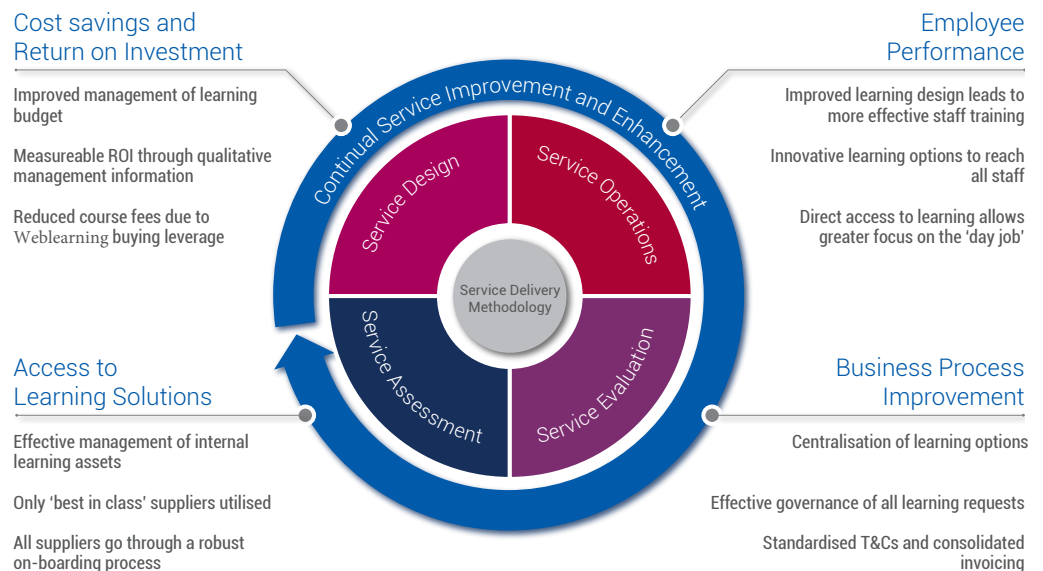 Cost savings and
Return on Investment
Improved management of learning
budget
Measureable ROI through qualitative
management information
Reduced course fees due to
Weblearning buying leverage
Employee
Performance
Improved learning design leads to
more effective staff training
Innovative learning options to reach
all staff
Direct access to learning allows
greater focus on the ‘day job’
Continual Service Improvement and Enhancement
Service Design
Service Operations
Service Delivery
Methodology
Service Assessment
Service Evaluation
Access to
Learning Solutions
Effective management of internal
learning assets
Only ‘best in class’ suppliers utilised
All suppliers go through a robust
on-boarding process
Business Process
Improvement
Centralisation of learning options
Effective governance of all learning requests
Standardised T&Cs and consolidated
invoicing